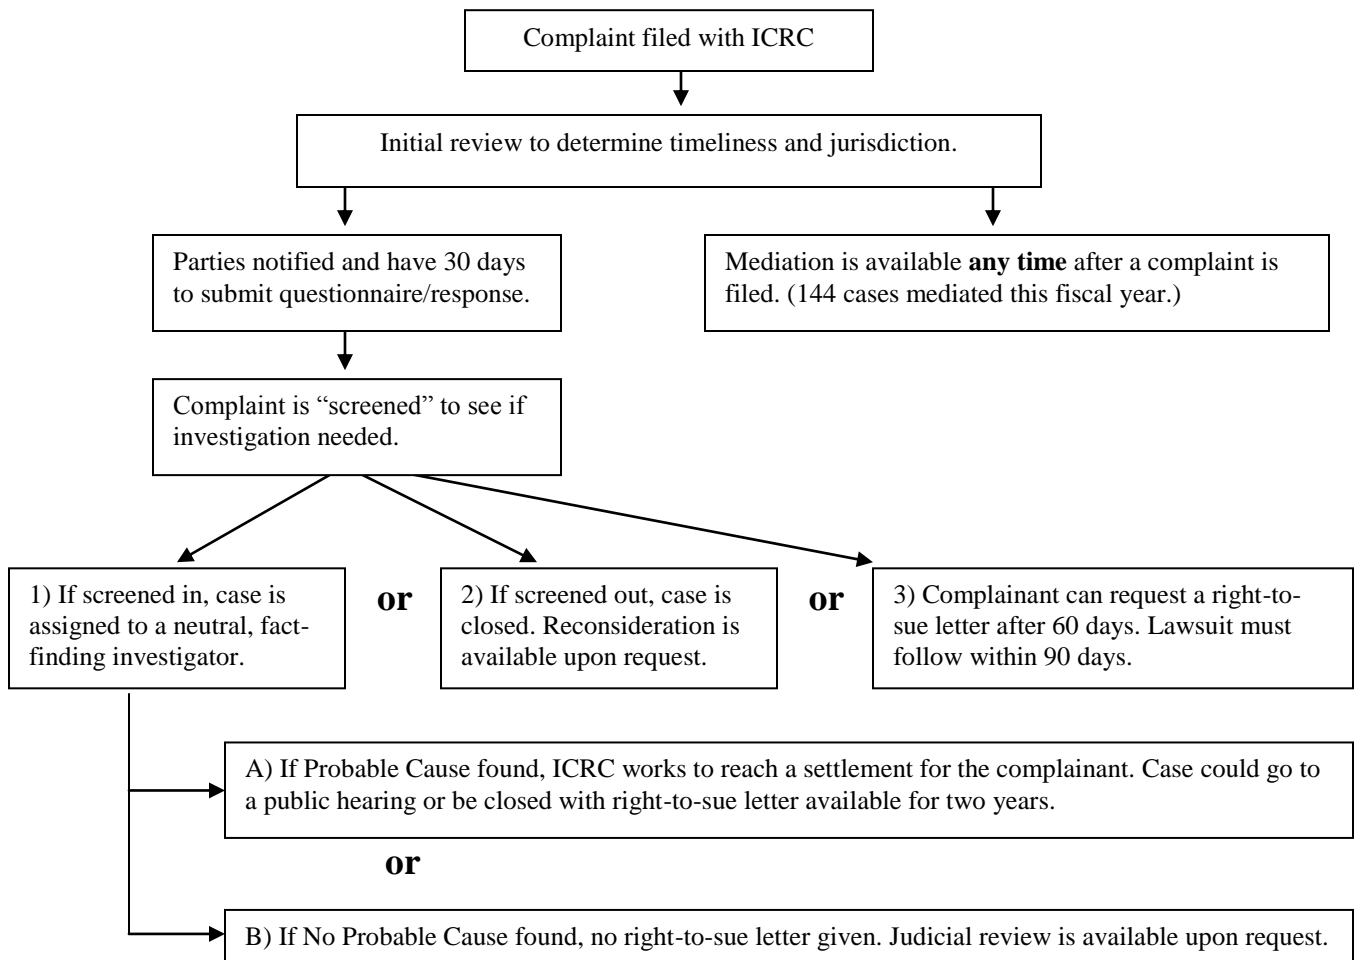 Complaint filed with ICRC
Initial review to determine timeliness and jurisdiction.
Parties notified and have 30 days
to submit questionnaire/response.
Mediation is available any time after a complaint is
filed. (144 cases mediated this fiscal year.)
Complaint is “screened” to see if
investigation needed.
1) If screened in, case is
assigned to a neutral, fact-
finding investigator.
or
2) If screened out, case is
closed. Reconsideration is
available upon request.
or
3) Complainant can request a right-to-
sue letter after 60 days. Lawsuit must
follow within 90 days.
A) If Probable Cause found, ICRC works to reach a settlement for the complainant. Case could go to
a public hearing or be closed with right-to-sue letter available for two years.
or
B) If No Probable Cause found, no right-to-sue letter given. Judicial review is available upon request.